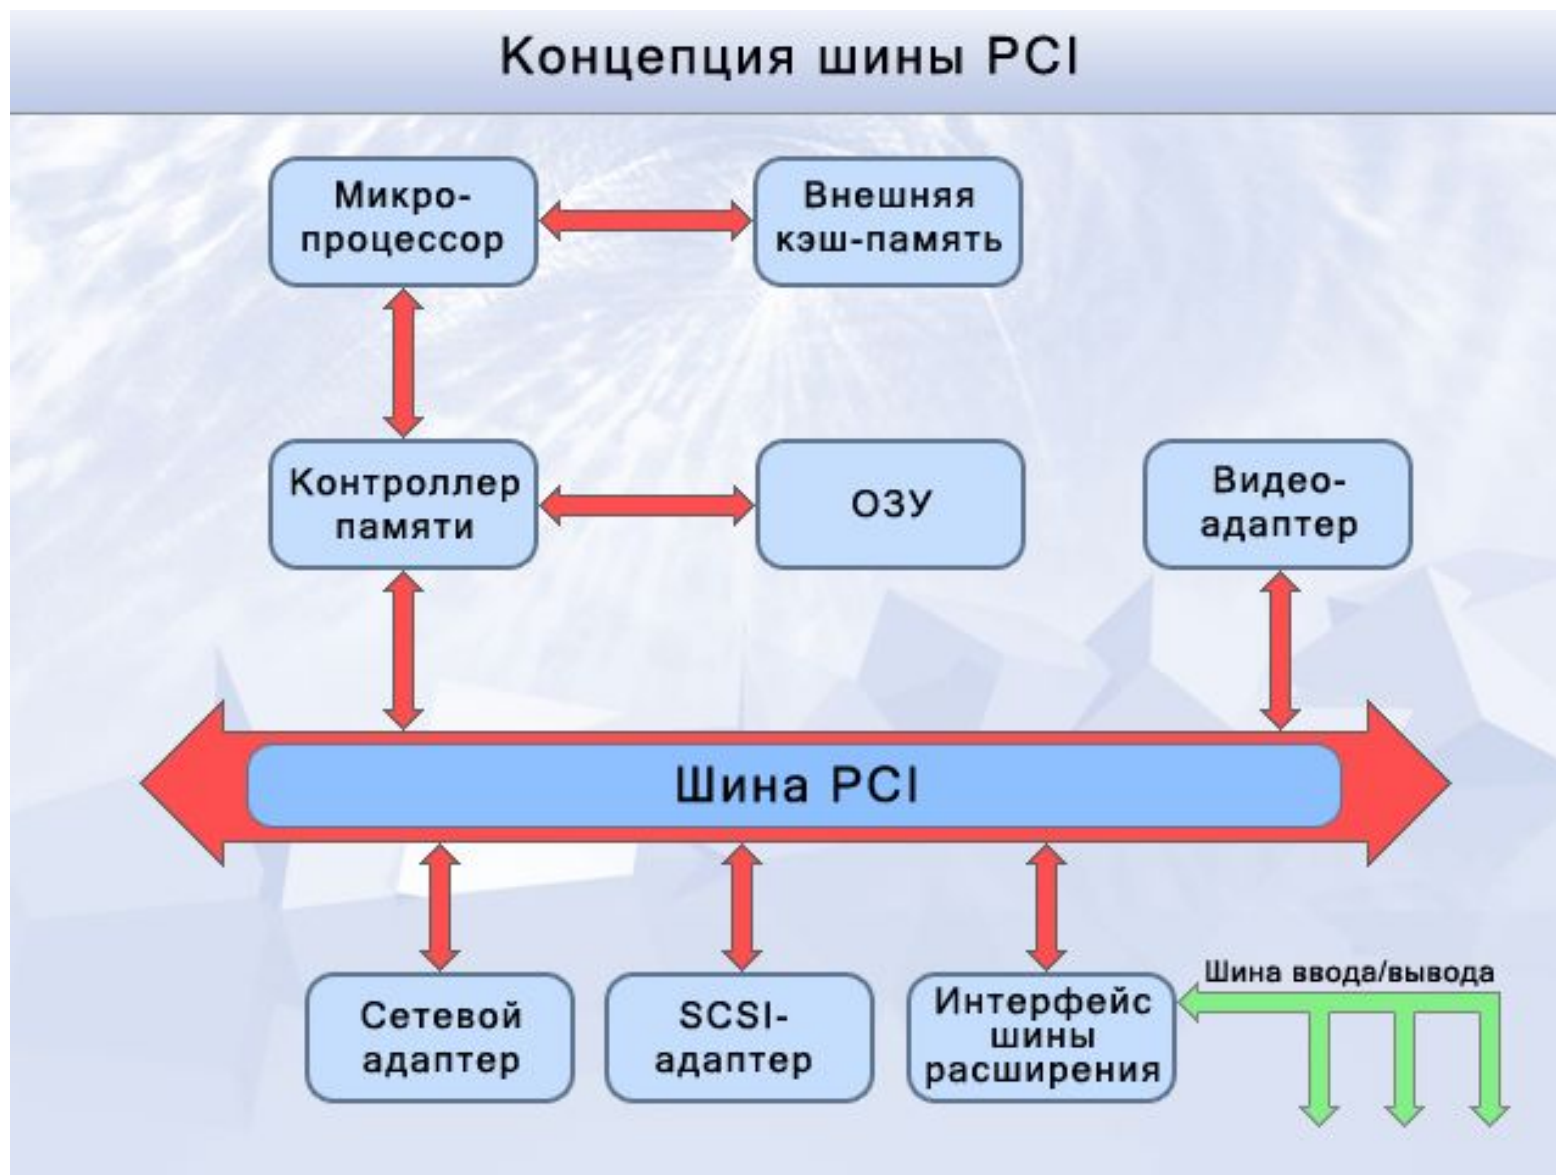 Концепция шины PCI
Микро-
процессор
Внешняя
кэш-память
Контроллер
памяти
ОЗУ
Видео-
адаптер
Шина PCI
Сетевой
адаптер
SCSI-
адаптер
Интерфейс
шины
расширения
Шина ввода/вывода